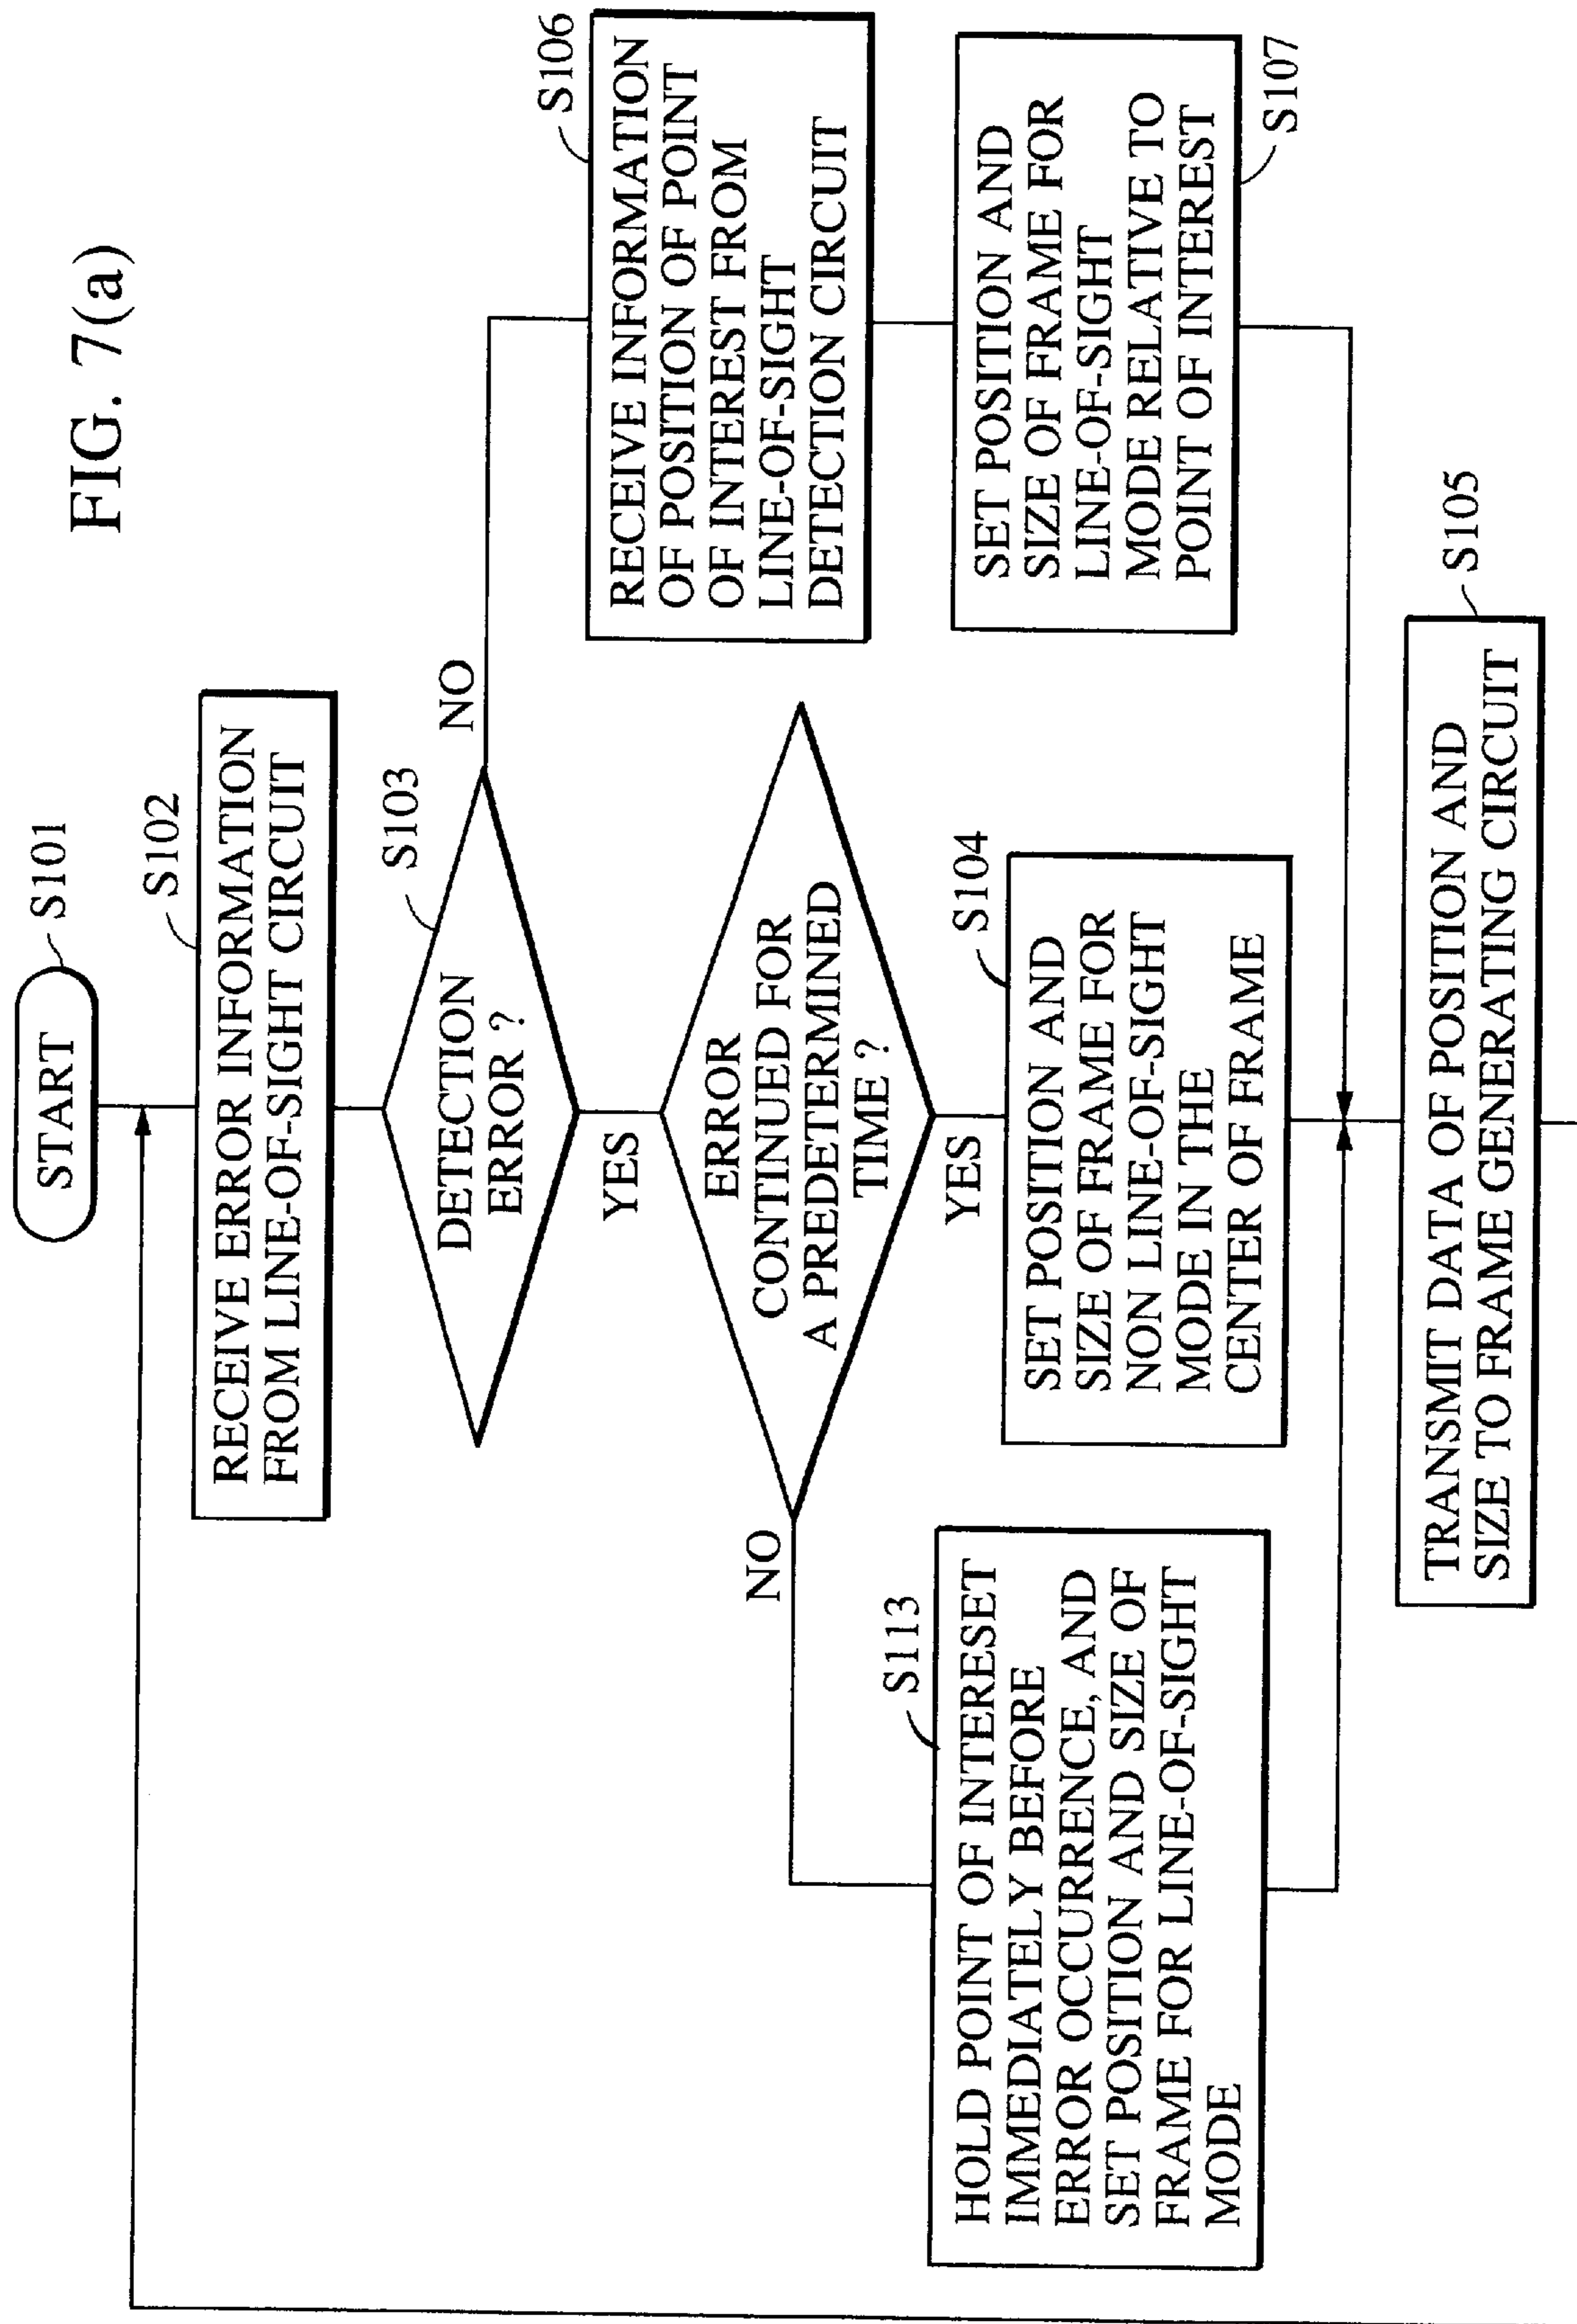 FIG. 7(a)
START
S101
RECEIVE ERROR INFORMATION
FROM LINE-OF-SIGHT CIRCUIT
S102
DETECTION
ERROR ?
S103
NO
YES
RECEIVE INFORMATION
OF POSITION OF POINT
OF INTEREST FROM
LINE-OF-SIGHT
DETECTION CIRCUIT
S106
ERROR
CONTINUED FOR
A PREDETERMINED
TIME ?
NO
YES
SET POSITION AND
SIZE OF FRAME FOR
LINE-OF-SIGHT
MODE RELATIVE TO
POINT OF INTEREST
S107
HOLD POINT OF INTERESET
IMMEDIATELY BEFORE
ERROR OCCURRENCE, AND
SET POSITION AND SIZE OF
FRAME FOR LINE-OF-SIGHT
MODE
S113
SET POSITION AND
SIZE OF FRAME FOR
NON LINE-OF-SIGHT
MODE IN THE
CENTER OF FRAME
S104
TRANSMIT DATA OF POSITION AND
SIZE TO FRAME GENERATING CIRCUIT
S105